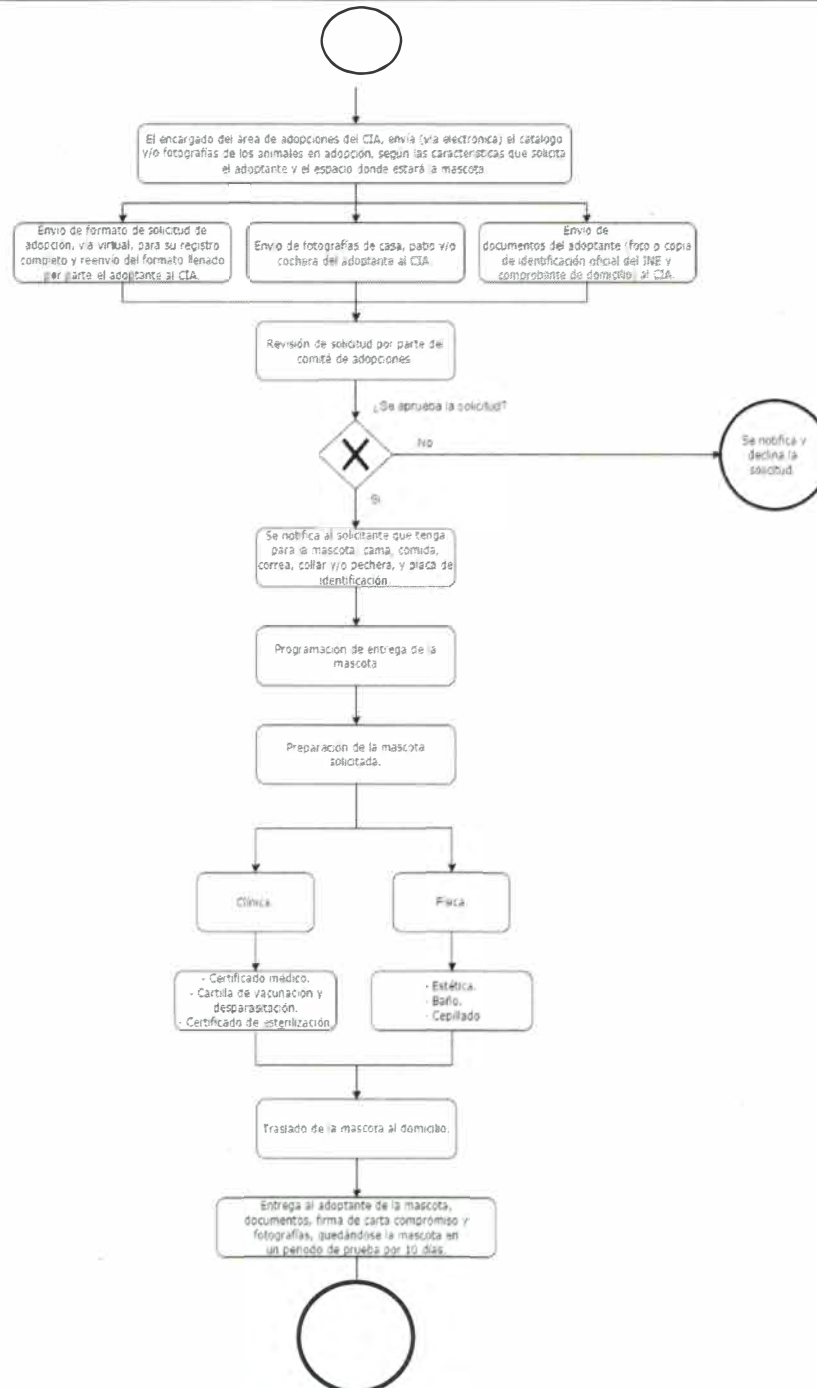 El encargado del área de adopciones del CIA, envía (vía electrónica) el catálogo
y/o fotografías de los animales en adopción, según las características que solicita
el adoptante y el espacio donde estará la mascota.
Envío de formato de solicitud de
adopción, vía virtual, para su registro
completo y reenvío del formato llenado
por parte el adoptante al CIA.
Envío de fotografías de casa, patio y/o
cochera del adoptante al CIA.
Envío de
documentos del adoptante (foto o copia
de identificación oficial del INE y
comprobante de domicilio) al CIA.
Revisión de solicitud por parte del
comité de adopciones
¿Se aprueba la solicitud?
No
Se notifica y
declina la
solicitud
Si
Se notifica al solicitante que tenga
para la mascota, cama, comida,
correa, collar y/o pechera, y placa de
identificación.
Programación de entrega de la
mascota
Preparación de la mascota
solicitada.
Clínica.
Física.
- Certificado médico.
- Cartilla de vacunación y
desparasitación.
- Certificado de esterilización
- Estética.
- Baño.
- Cepillado
Traslado de la mascota al domicilio.
Entrega al adoptante de la mascota,
documentos, firma de carta compromiso y
fotografías, quedándose la mascota en
un periodo de prueba por 10 días.